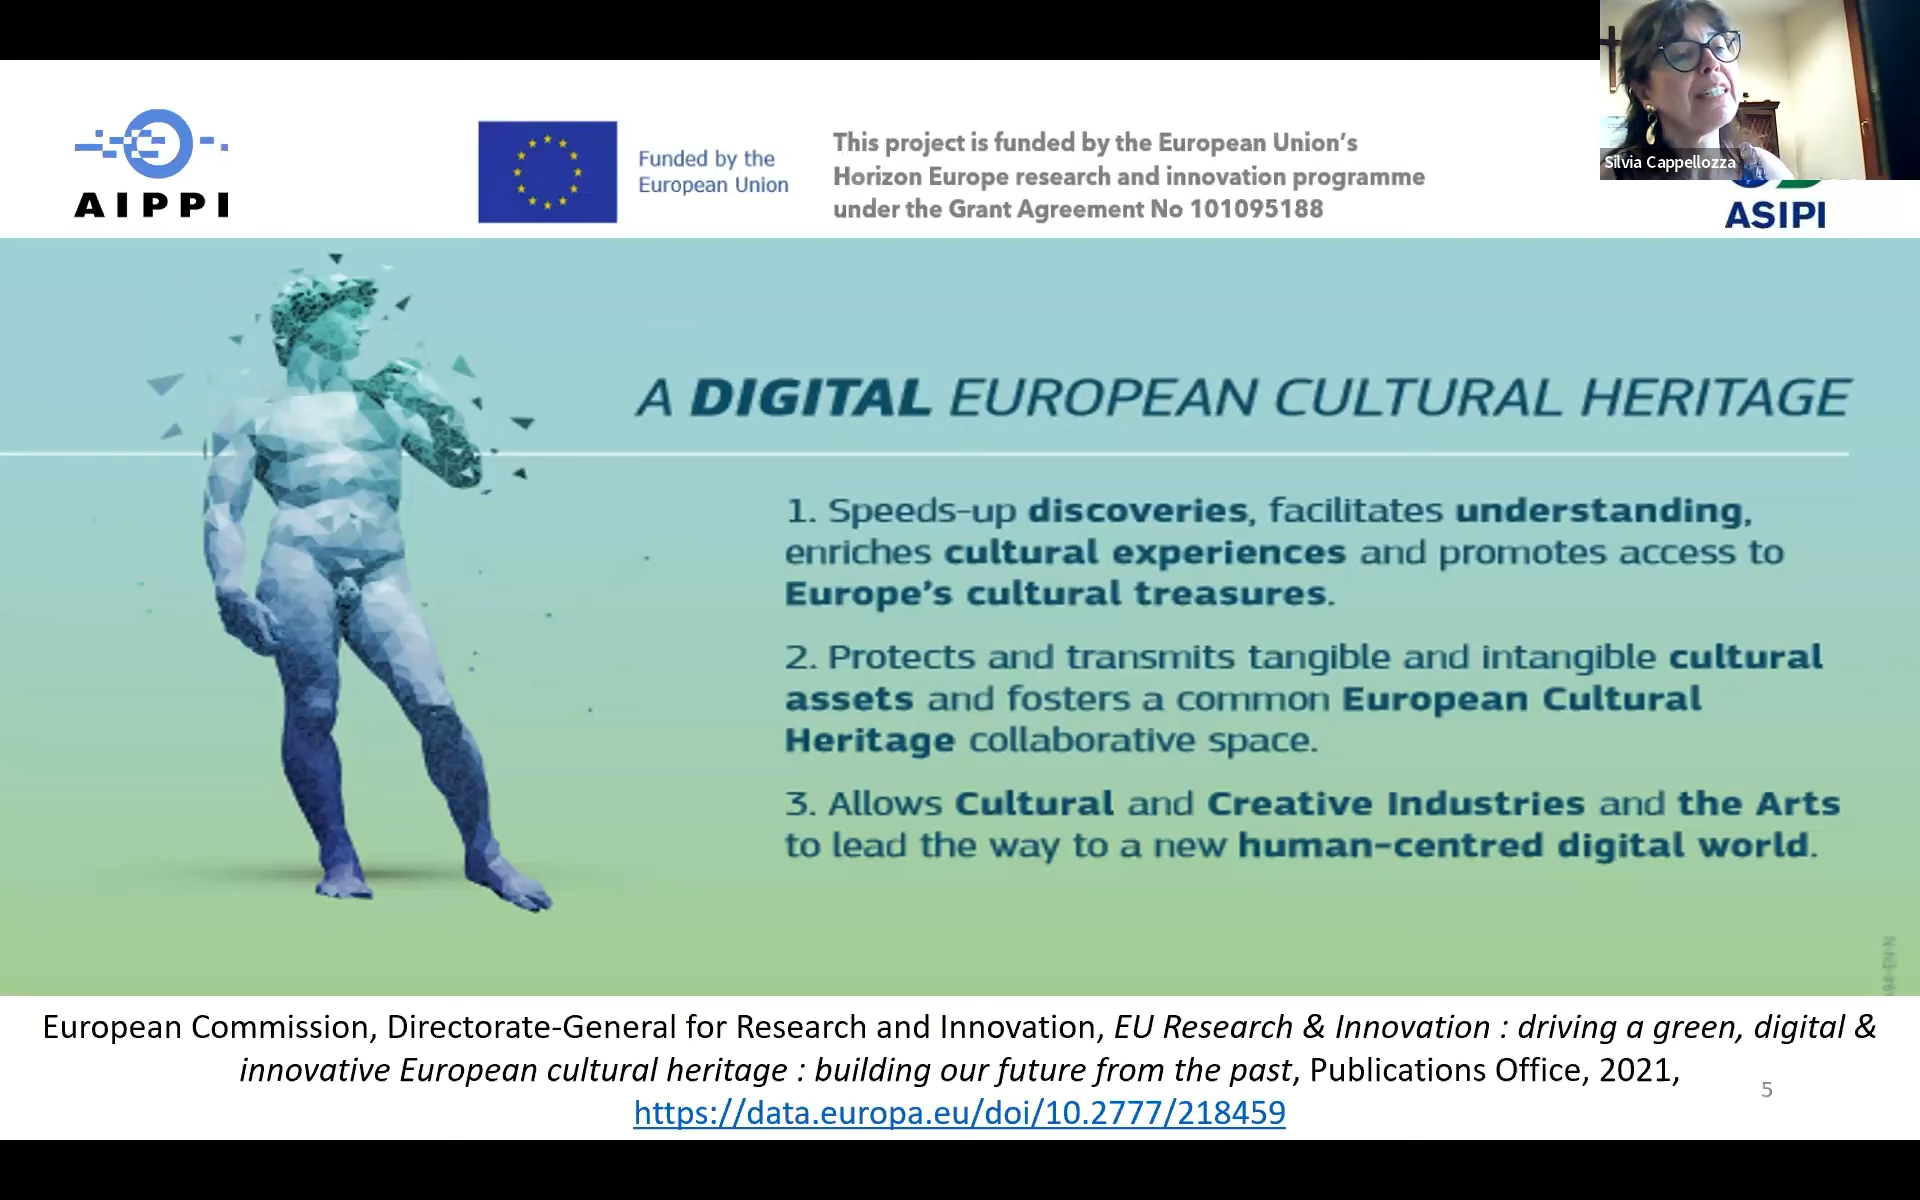 AIPPI
Funded by the
European Union
This project is funded by the European Union's
Horizon Europe research and innovation programme
under the Grant Agreement No 101095188
Silvia Cappellozza
ASIPI
A DIGITAL EUROPEAN CULTURAL HERITAGE
1. Speeds-up discoveries, facilitates understanding,
enriches cultural experiences and promotes access to
Europe's cultural treasures.
2. Protects and transmits tangible and intangible cultural
assets and fosters a common European Cultural
Heritage collaborative space.
3. Allows Cultural and Creative Industries and the Arts
to lead the way to a new human-centred digital world.
European Commission, Directorate-General for Research and Innovation, EU Research & Innovation : driving a green, digital &
innovative European cultural heritage : building our future from the past, Publications Office, 2021,
https://data.europa.eu/doi/10.2777/218459
5